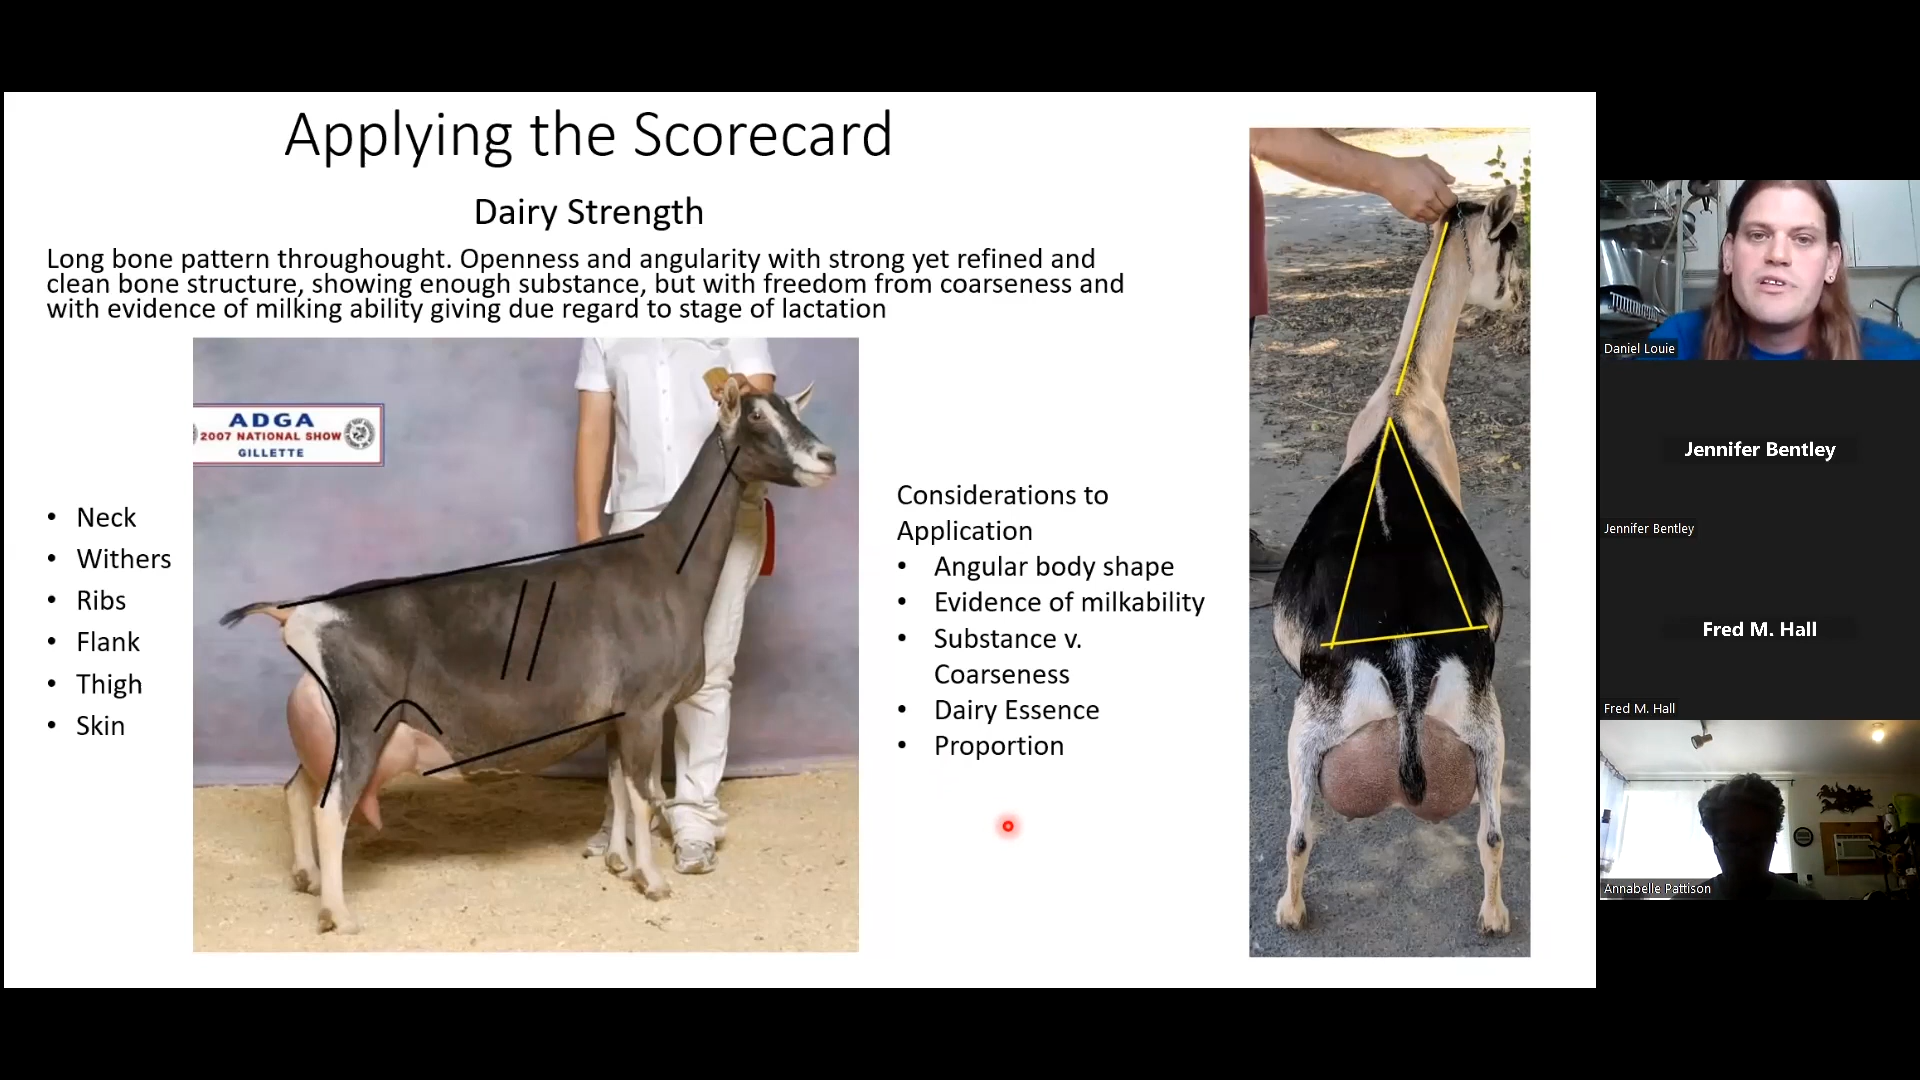 Applying the Scorecard
Dairy Strength
Long bone pattern throughought. Openness and angularity with strong yet refined and
clean bone structure, showing enough substance, but with freedom from coarseness and
with evidence of milking ability giving due regard to stage of lactation
ADGA
2007 NATIONAL SHOW
GILLETTE
• Neck
• Withers
• Ribs
• Flank
• Thigh
• Skin
Considerations to
Application
• Angular body shape
• Evidence of milkability
• Substance v.
Coarseness
• Dairy Essence
• Proportion
Daniel Louie
Jennifer Bentley
Jennifer Bentley
Fred M. Hall
Fred M. Hall
Annabelle Pattison